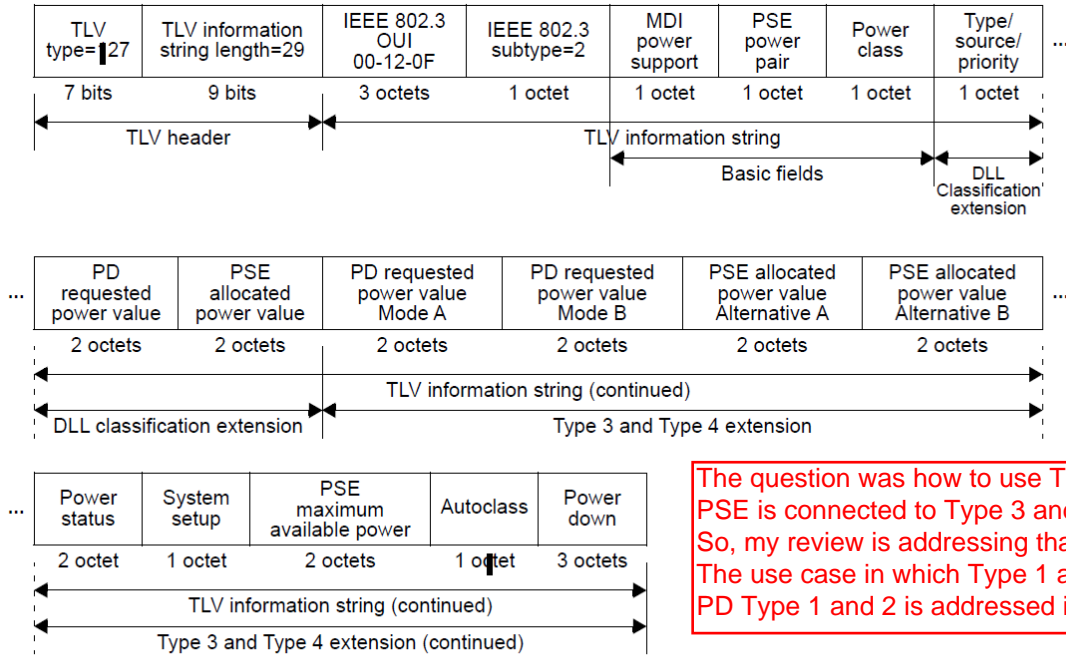 TLV type=127
TLV information string length=29
IEEE 802.3 OUI 00-12-0F
IEEE 802.3 subtype=2
MDI power support
PSE power pair
Power class
Type/ source/ priority
...
7 bits
9 bits
3 octets
1 octet
1 octet
1 octet
1 octet
1 octet
TLV header
TLV information string
Basic fields
DLL Classification extension
...
PD requested power value
PSE allocated power value
PD requested power value Mode A
PD requested power value Mode B
PSE allocated power value Alternative A
PSE allocated power value Alternative B
...
2 octets
2 octets
2 octets
2 octets
2 octets
2 octets
TLV information string (continued)
DLL classification extension
Type 3 and Type 4 extension
...
Power status
System setup
PSE maximum available power
Autoclass
Power down
2 octet
1 octet
2 octets
1 octet
3 octets
TLV information string (continued)
Type 3 and Type 4 extension (continued)
The question was how to use
PSE is connected to Type 3
So, my review is addressing
The use case in which Type 1
PD Type 1 and 2 is addressed